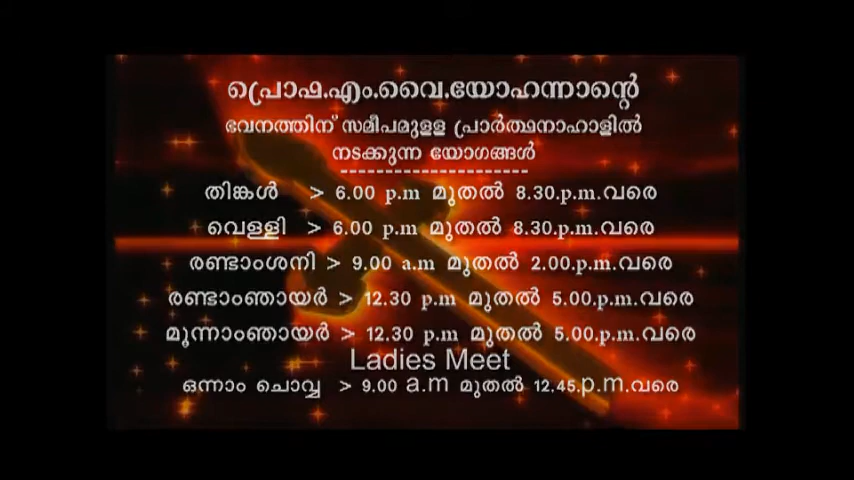 പ്രൊഫ.എം.വൈ.യോഹന്നാന്റെ
ഭവനത്തിന് സമീപമുളള പ്രാർത്ഥനാഹാളിൽ
നടക്കുന്ന യോഗങ്ങൾ
---------------------
തിങ്കൾ > 6.00 p.m മുതൽ 8.30.p.m.വരെ
വെള്ളി > 6.00 p.m മുതൽ 8.30.p.m.വരെ
രണ്ടാംശനി > 9.00 a.m മുതൽ 2.00.p.m.വരെ
രണ്ടാംഞായർ > 12.30 p.m മുതൽ 5.00.p.m.വരെ
മൂന്നാംഞായർ > 12.30 p.m മുതൽ 5.00.p.m.വരെ
Ladies Meet
ഒന്നാം ചൊവ്വ > 9.00 a.m മുതൽ 12.45.p.m.വരെ